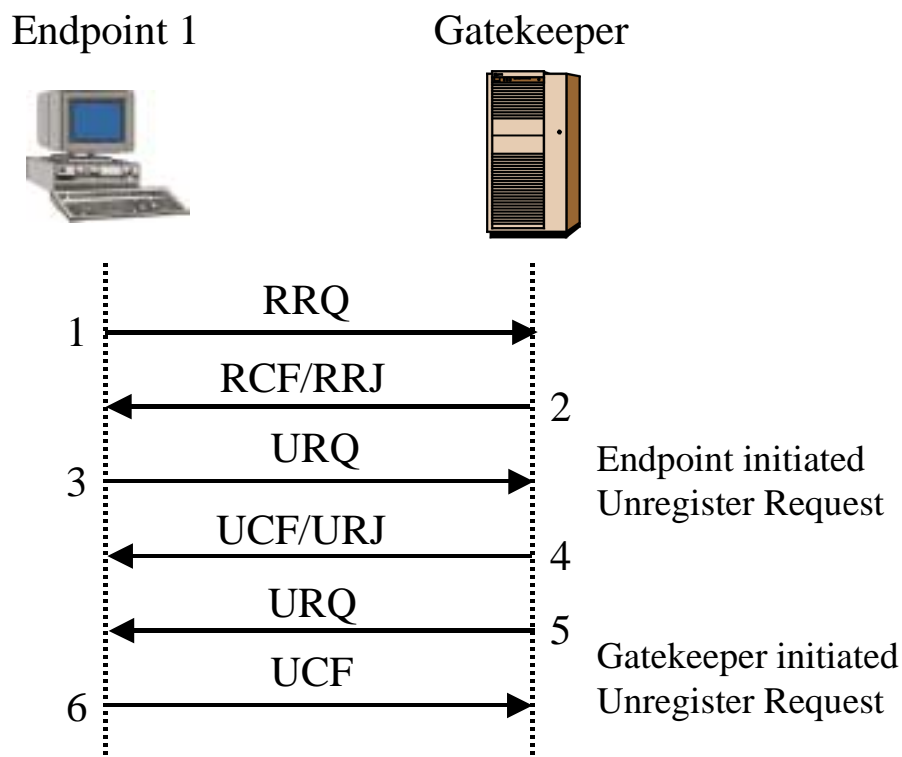 Endpoint 1
Gatekeeper
RRQ
1
RCF/RRJ
2
URQ
3
Endpoint initiated
Unregister Request
UCF/URJ
4
URQ
5
Gatekeeper initiated
Unregister Request
UCF
6